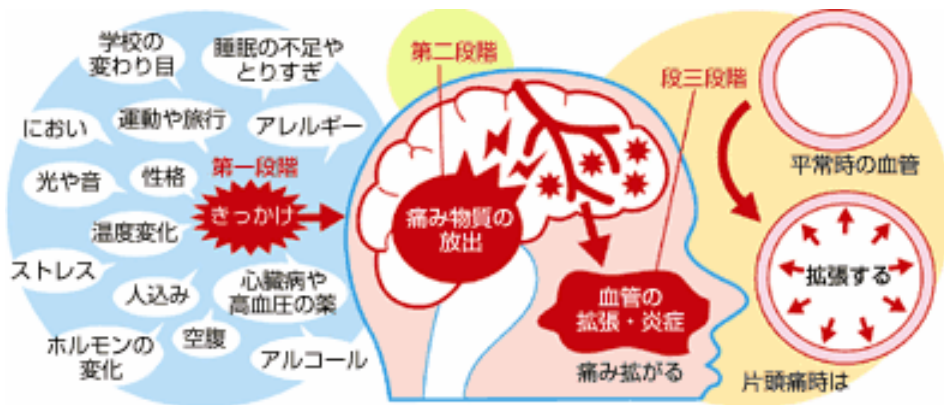 学校の
変わり目
睡眠の不足や
とりすぎ
におい
運動や旅行
アレルギー
光や音
性格
第一段階
きっかけ
温度変化
ストレス
人込み
心臓病や
高血圧の薬
ホルモンの
変化
空腹
アルコール
第二段階
痛み物質の
放出
段三段階
血管の
拡張・炎症
痛み拡がる
平常時の血管
拡張する
片頭痛時は